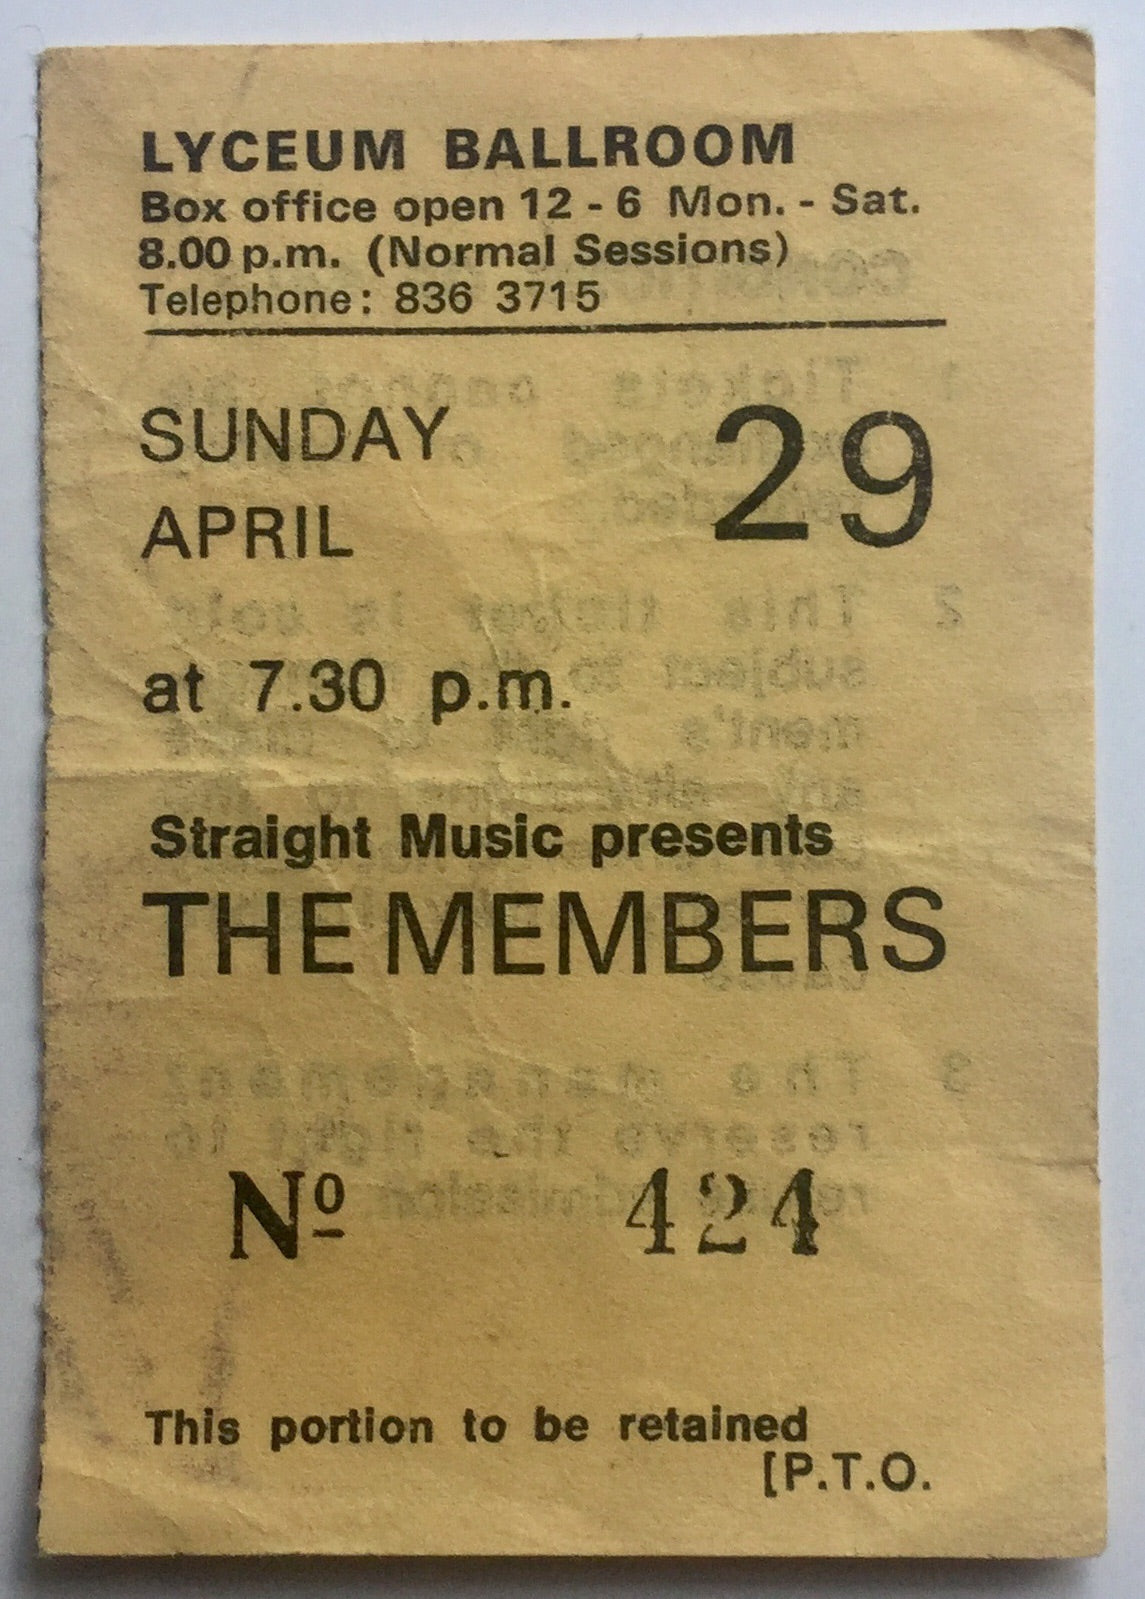 LYCEUM BALLROOM
Box office open 12 - 6 Mon. - Sat.
8.00 p.m. (Normal Sessions)
Telephone: 836 3715
SUNDAY 29
APRIL
at 7.30 p.m.
Straight Music presents
THE MEMBERS
Nº 424
This portion to be retained
[P.T.O.